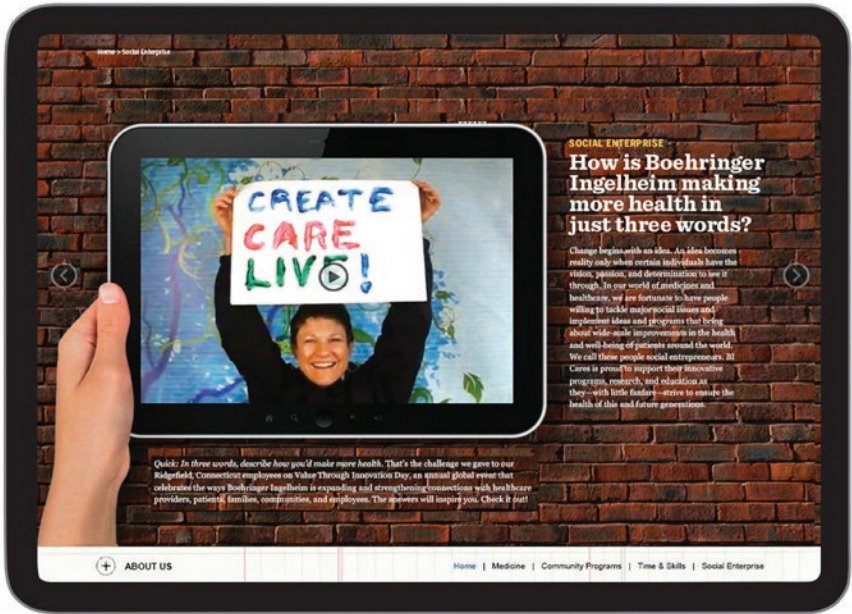 Home > Social Enterprise
CREATE
CARE
LIVE!
SOCIAL ENTERPRISE
How is Boehringer
Ingelheim making
more health in
just three words?
Change begins with an idea. An idea becomes
reality only when certain individuals have the
vision, passion, and determination to see it
through. In our world of medicines and
healthcare, we are fortunate to have people
willing to tackle major social issues and
implement ideas and programs that bring
about wide-scale improvements in the health
and well-being of patients around the world.
We call these people social entrepreneurs. BI
Cares is proud to support their innovative
programs, research, and education as
they—with little fanfare—strive to ensure the
health of this and future generations.
Quick: In three words, describe how you'd make more health. That's the challenge we gave to our
Ridgefield, Connecticut employees on Value Through Innovation Day, an annual global event that
celebrates the ways Boehringer Ingelheim is expanding and strengthening connections with healthcare
providers, patients, families, communities, and employees. The answers will inspire you. Check it out!
ABOUT US
Home | Medicine | Community Programs | Time & Skills | Social Enterprise